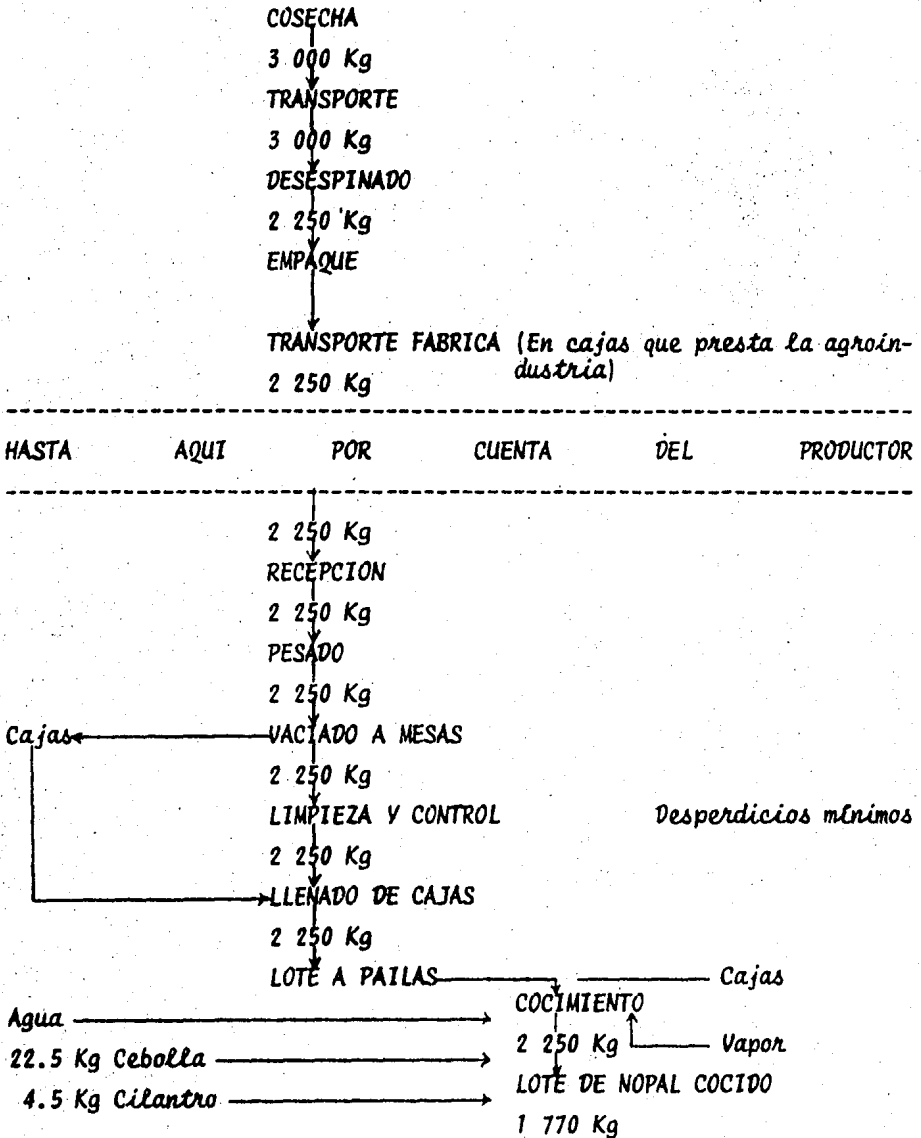 COSECHA
3 000 Kg
TRANSPORTE
3 000 Kg
DESESPINADO
2 250 Kg
EMPAQUE
TRANSPORTE FABRICA (En cajas que presta la agroin-
dustria)
2 250 Kg
HASTA AQUI POR CUENTA DEL PRODUCTOR
2 250 Kg
RECEPCION
2 250 Kg
PESADO
2 250 Kg
Cajas VACIADO A MESAS
2 250 Kg
LIMPIEZA Y CONTROL Desperdicios mínimos
2 250 Kg
LLENADO DE CAJAS
2 250 Kg
LOTE A PAILAS Cajas
COCIMIENTO
Agua
2 250 Kg Vapor
22.5 Kg Cebolla
LOTE DE NOPAL COCIDO
4.5 Kg Cilantro
1 770 Kg